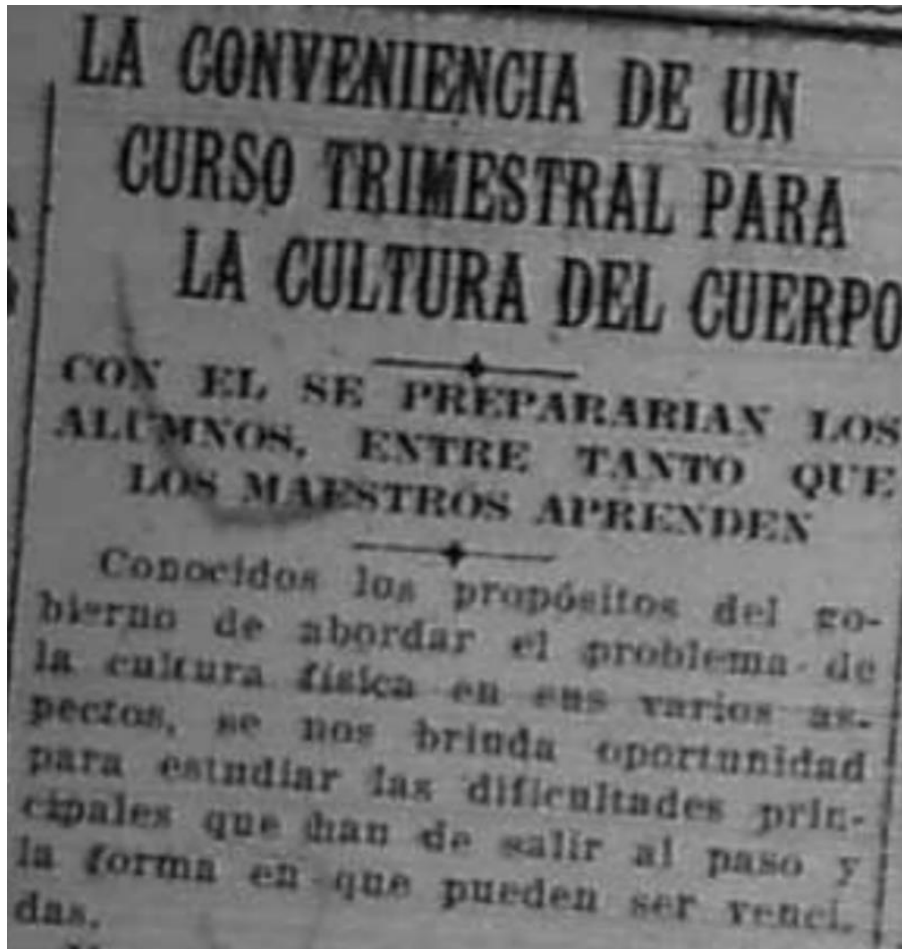 LA CONVENIENCIA DE UN
CURSO TRIMESTRAL PARA
LA CULTURA DEL CUERPO
CON EL SE PREPARARIAN LOS
ALUMNOS, ENTRE TANTO QUE
LOS MAESTROS APRENDEN
Conocidos los propósitos del go-
bierno de abordar el problema de
la cultura física en sus varios as-
pectos, se nos brinda oportunidad
para estudiar las dificultades prin-
cipales que han de salir al paso y
la forma en que pueden ser venci-
das.